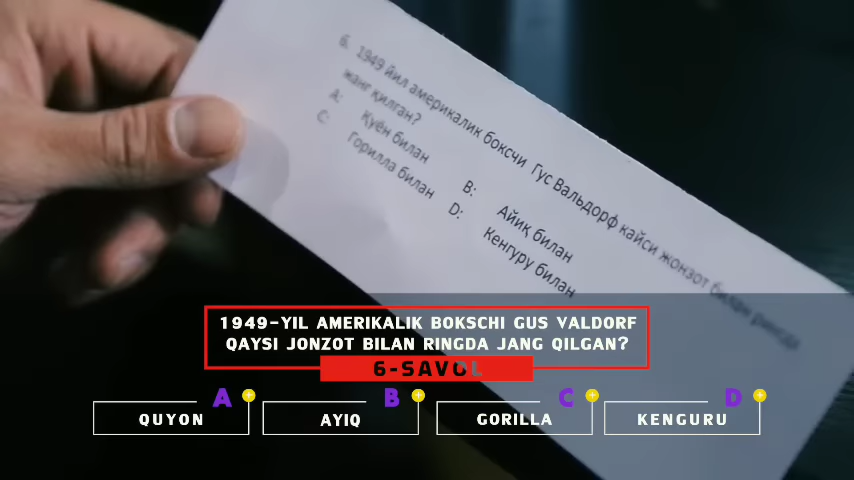 6. 1949 йил америкалик боксчи Гус Вальдорф кайси жонзот билан рингда
жанг қилган?
A: Қуён билан
B: Айиқ билан
C: Горилла билан
D: Кенгуру билан
1949-YIL AMERIKALIK BOKSCHI GUS VALDORF
QAYSI JONZOT BILAN RINGDA JANG QILGAN?
6-SAVOL
A
QUYON
B
AYIQ
C
GORILLA
D
KENGURU